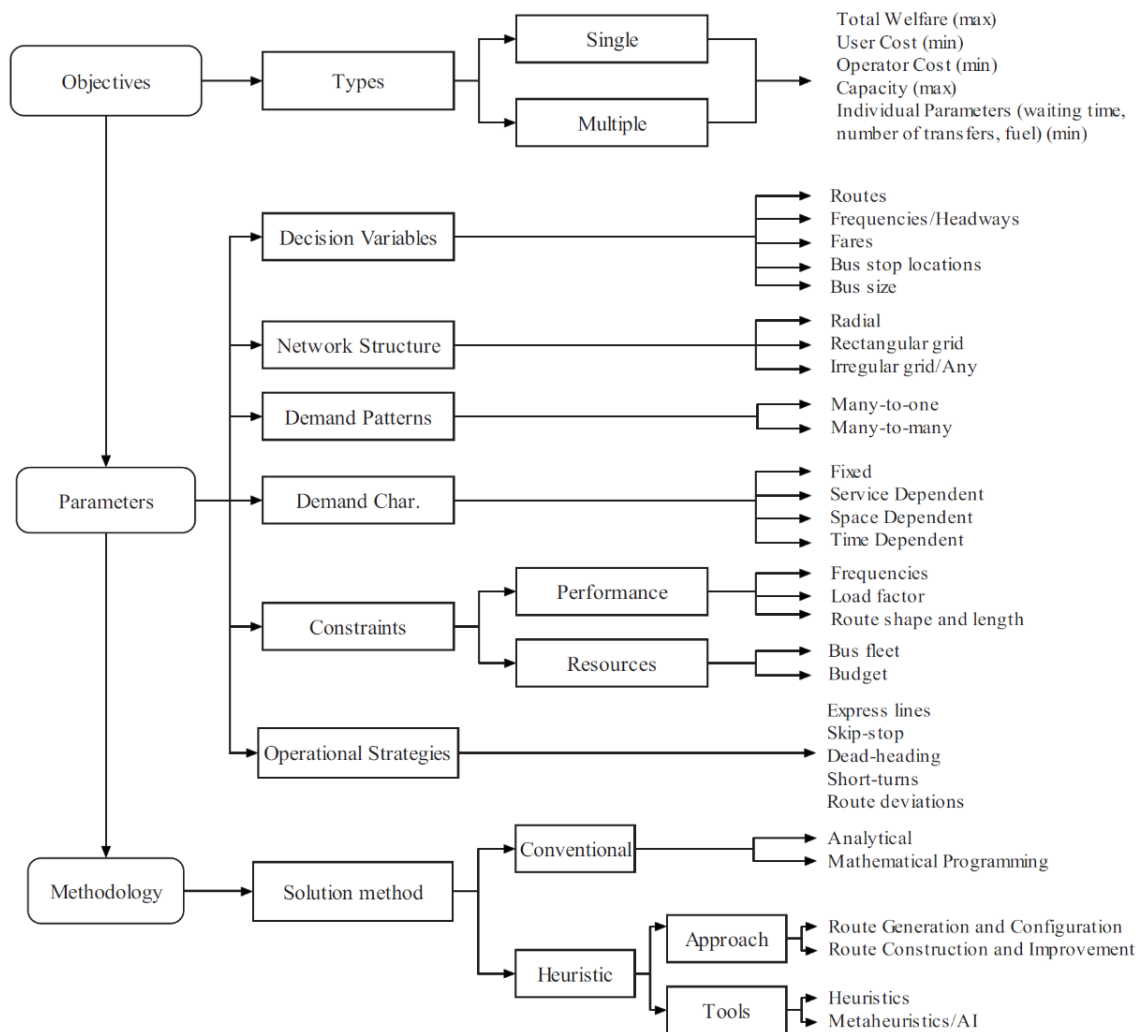 Objectives
Types
Single
Multiple
Total Welfare (max)
User Cost (min)
Operator Cost (min)
Capacity (max)
Individual Parameters (waiting time,
number of transfers, fuel) (min)
Parameters
Decision Variables
Routes
Frequencies/Headways
Fares
Bus stop locations
Bus size
Network Structure
Radial
Rectangular grid
Irregular grid/Any
Demand Patterns
Many-to-one
Many-to-many
Demand Char.
Fixed
Service Dependent
Space Dependent
Time Dependent
Constraints
Performance
Frequencies
Load factor
Route shape and length
Resources
Bus fleet
Budget
Operational Strategies
Express lines
Skip-stop
Dead-heading
Short-turns
Route deviations
Methodology
Solution method
Conventional
Analytical
Mathematical Programming
Heuristic
Approach
Route Generation and Configuration
Route Construction and Improvement
Tools
Heuristics
Metaheuristics/AI